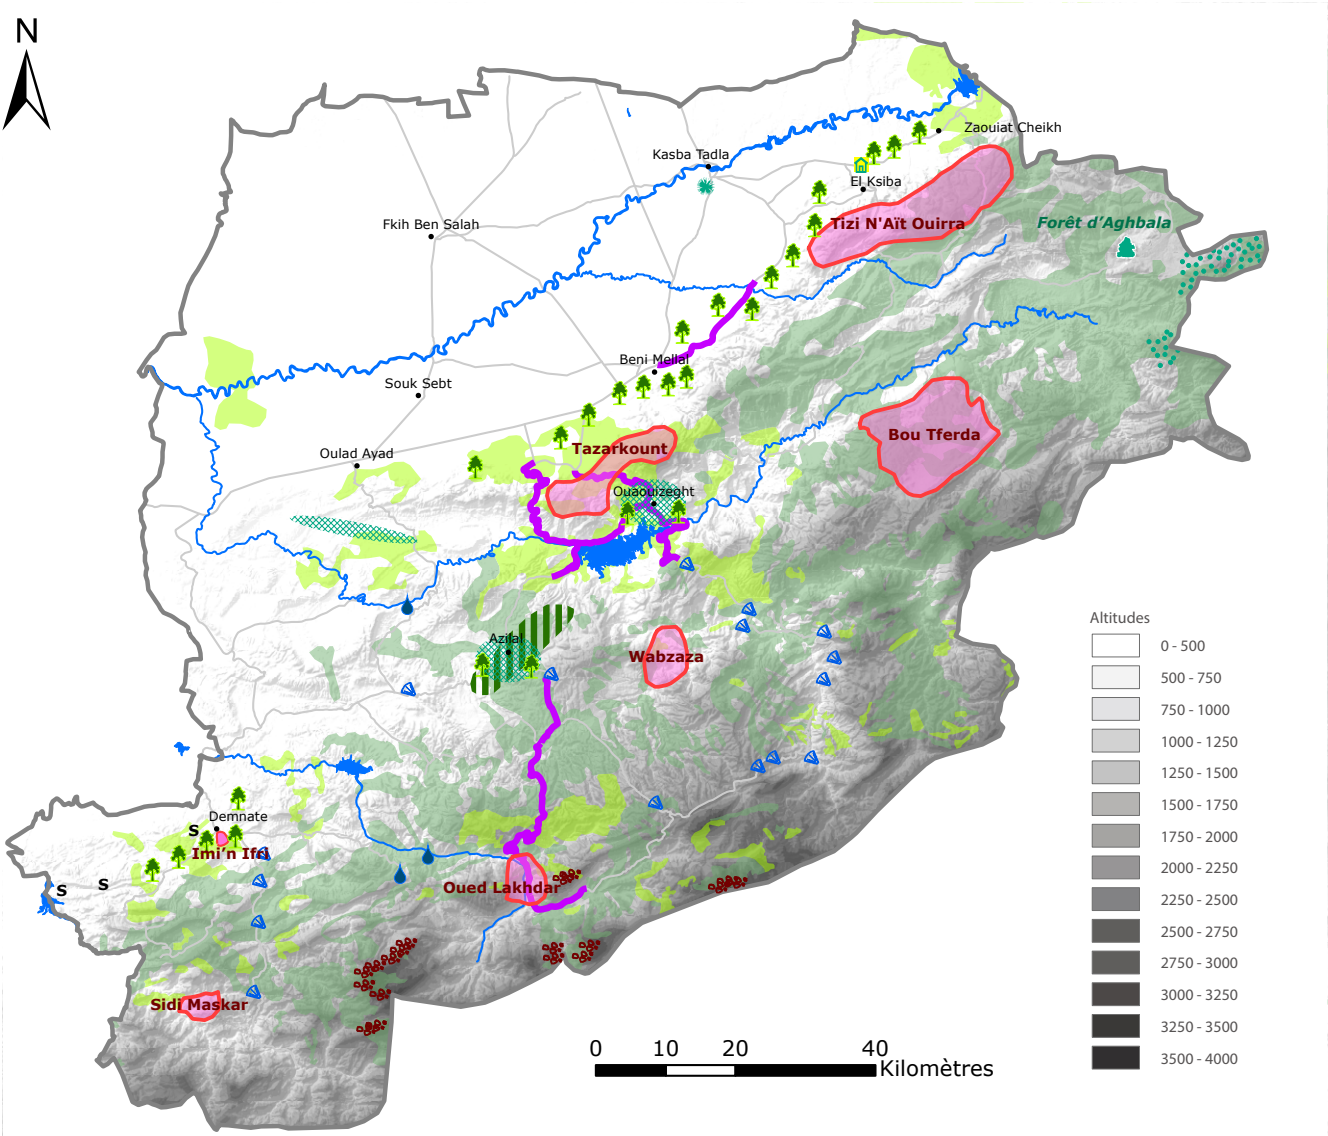 N
Zaouiat Cheikh
Kasba Tadla
El Ksiba
Fkih Ben Salah
Tizi N'Aït Ouirra
Forêt d'Aghbala
Beni Mellal
Souk Sebt
Bou Tferda
Tazarkount
Oulad Ayad
Ouaouizeght
Altitudes
0 - 500
500 - 750
750 - 1000
1000 - 1250
1250 - 1500
1500 - 1750
1750 - 2000
2000 - 2250
2250 - 2500
2500 - 2750
2750 - 3000
3000 - 3250
3250 - 3500
3500 - 4000
Azilal
Wabzaza
Demnate
S
Imi'n Ifri
S
S
Oued Lakhdar
Sidi Maskar
0 10 20 40
Kilomètres